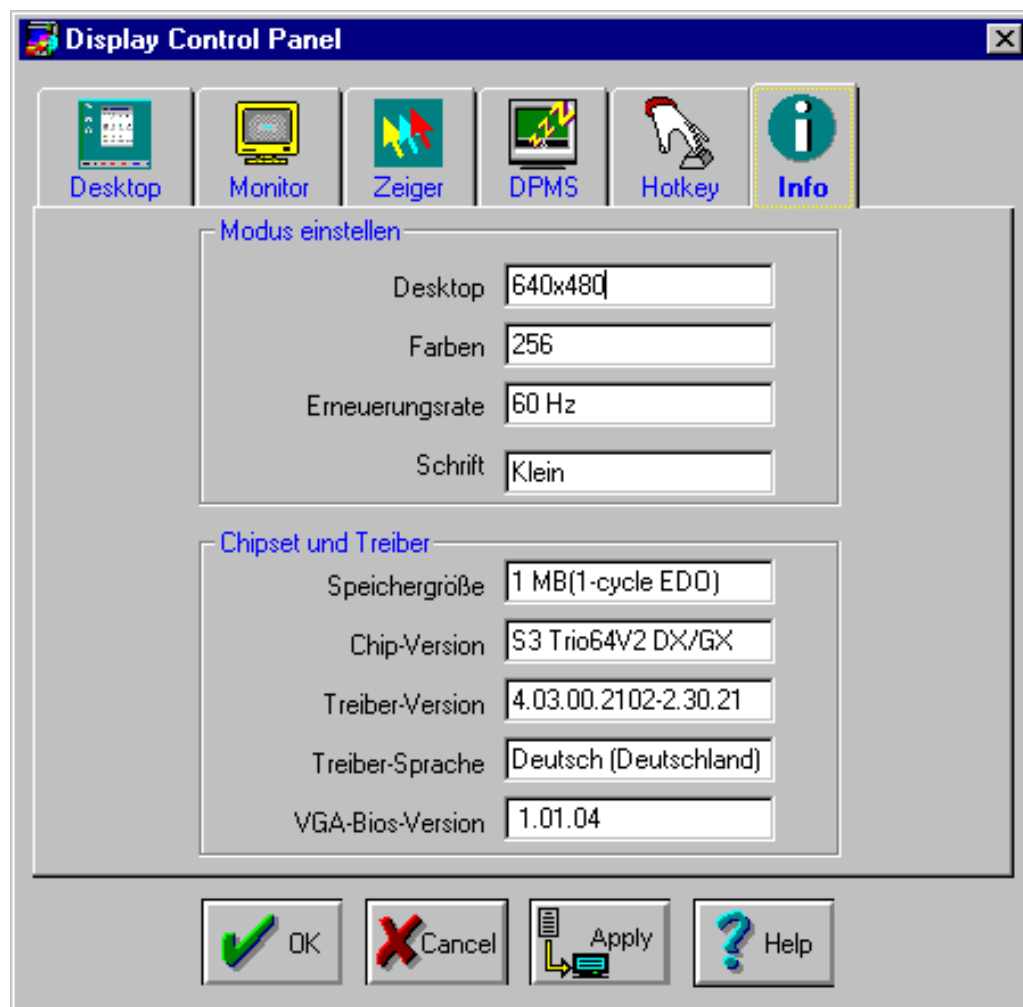 Display Control Panel
Desktop Monitor Zeiger DPMS Hotkey Info
Modus einstellen
Desktop 640x480
Farben 256
Erneuerungsrate 60 Hz
Schrift Klein
Chipset und Treiber
Speichergröße 1 MB(1-cycle EDO)
Chip-Version S3 Trio64V2 DX/GX
Treiber-Version 4.03.00.2102-2.30.21
Treiber-Sprache Deutsch (Deutschland)
VGA-Bios-Version 1.01.04
OK Cancel Apply Help